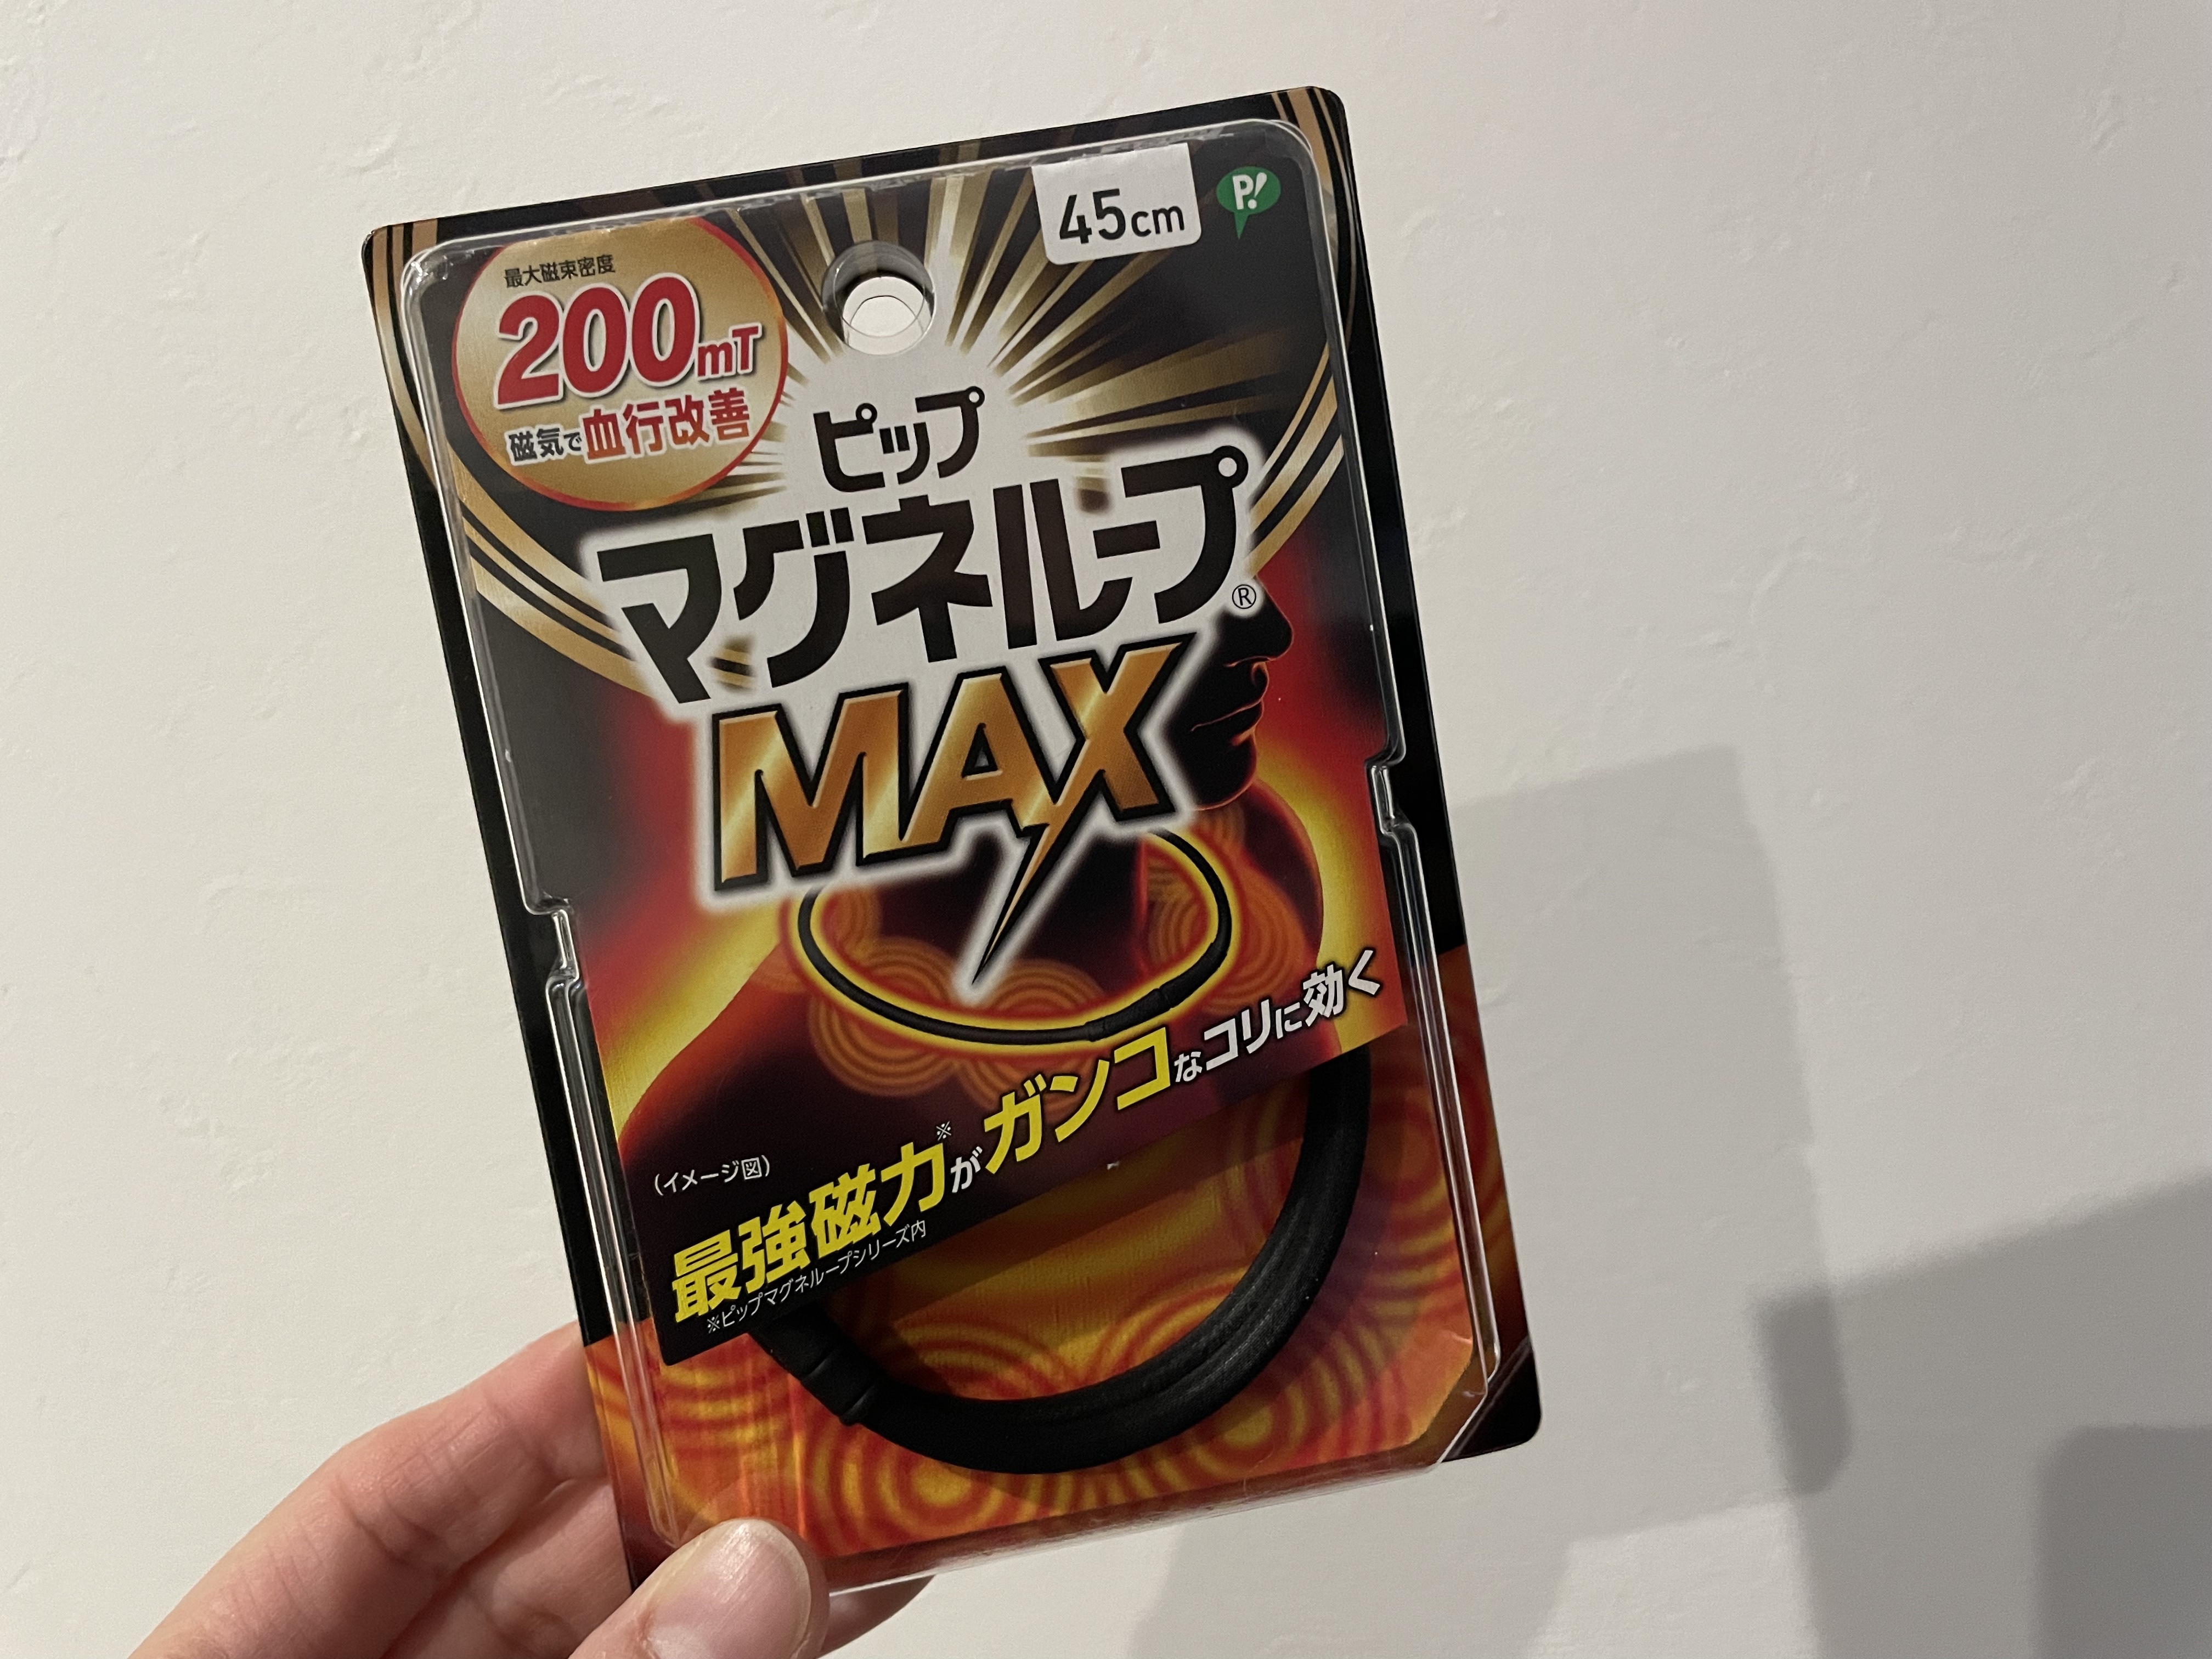 45cm
P!
最大磁束密度
200mT
磁気で血行改善
ピップ
マグネループ®
MAX
(イメージ図)
最強磁力※がガンコなコリに効く
※ピップマグネループシリーズ内